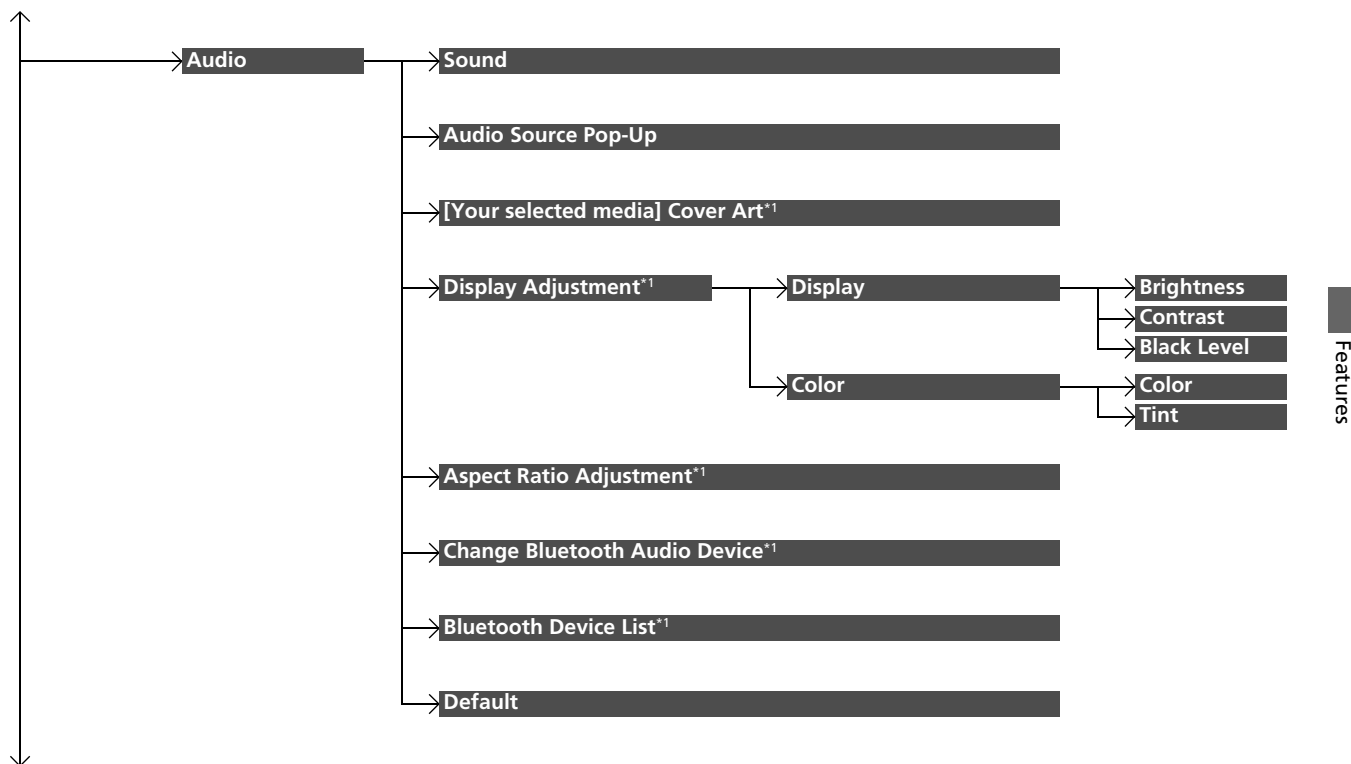 Audio
Sound
Audio Source Pop-Up
[Your selected media] Cover Art*1
Display Adjustment*1
Display
Brightness
Contrast
Black Level
Color
Color
Tint
Aspect Ratio Adjustment*1
Change Bluetooth Audio Device*1
Bluetooth Device List*1
Default
Features